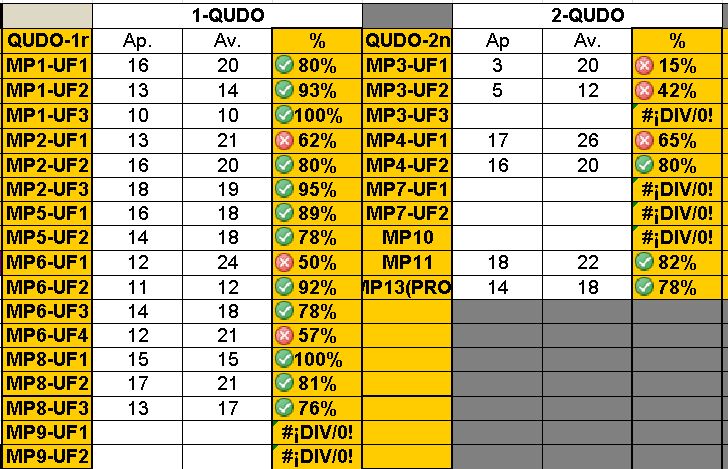 1-QUDO 2-QUDO
QUDO-1r Ap. Av. % QUDO-2n Ap Av. %
MP1-UF1 16 20 80% MP3-UF1 3 20 15%
MP1-UF2 13 14 93% MP3-UF2 5 12 42%
MP1-UF3 10 10 100% MP3-UF3 #¡DIV/0!
MP2-UF1 13 21 62% MP4-UF1 17 26 65%
MP2-UF2 16 20 80% MP4-UF2 16 20 80%
MP2-UF3 18 19 95% MP7-UF1 #¡DIV/0!
MP5-UF1 16 18 89% MP7-UF2 #¡DIV/0!
MP5-UF2 14 18 78% MP10 #¡DIV/0!
MP6-UF1 12 24 50% MP11 18 22 82%
MP6-UF2 11 12 92% MP13(PRO 14 18 78%
MP6-UF3 14 18 78%
MP6-UF4 12 21 57%
MP8-UF1 15 15 100%
MP8-UF2 17 21 81%
MP8-UF3 13 17 76%
MP9-UF1 #¡DIV/0!
MP9-UF2 #¡DIV/0!